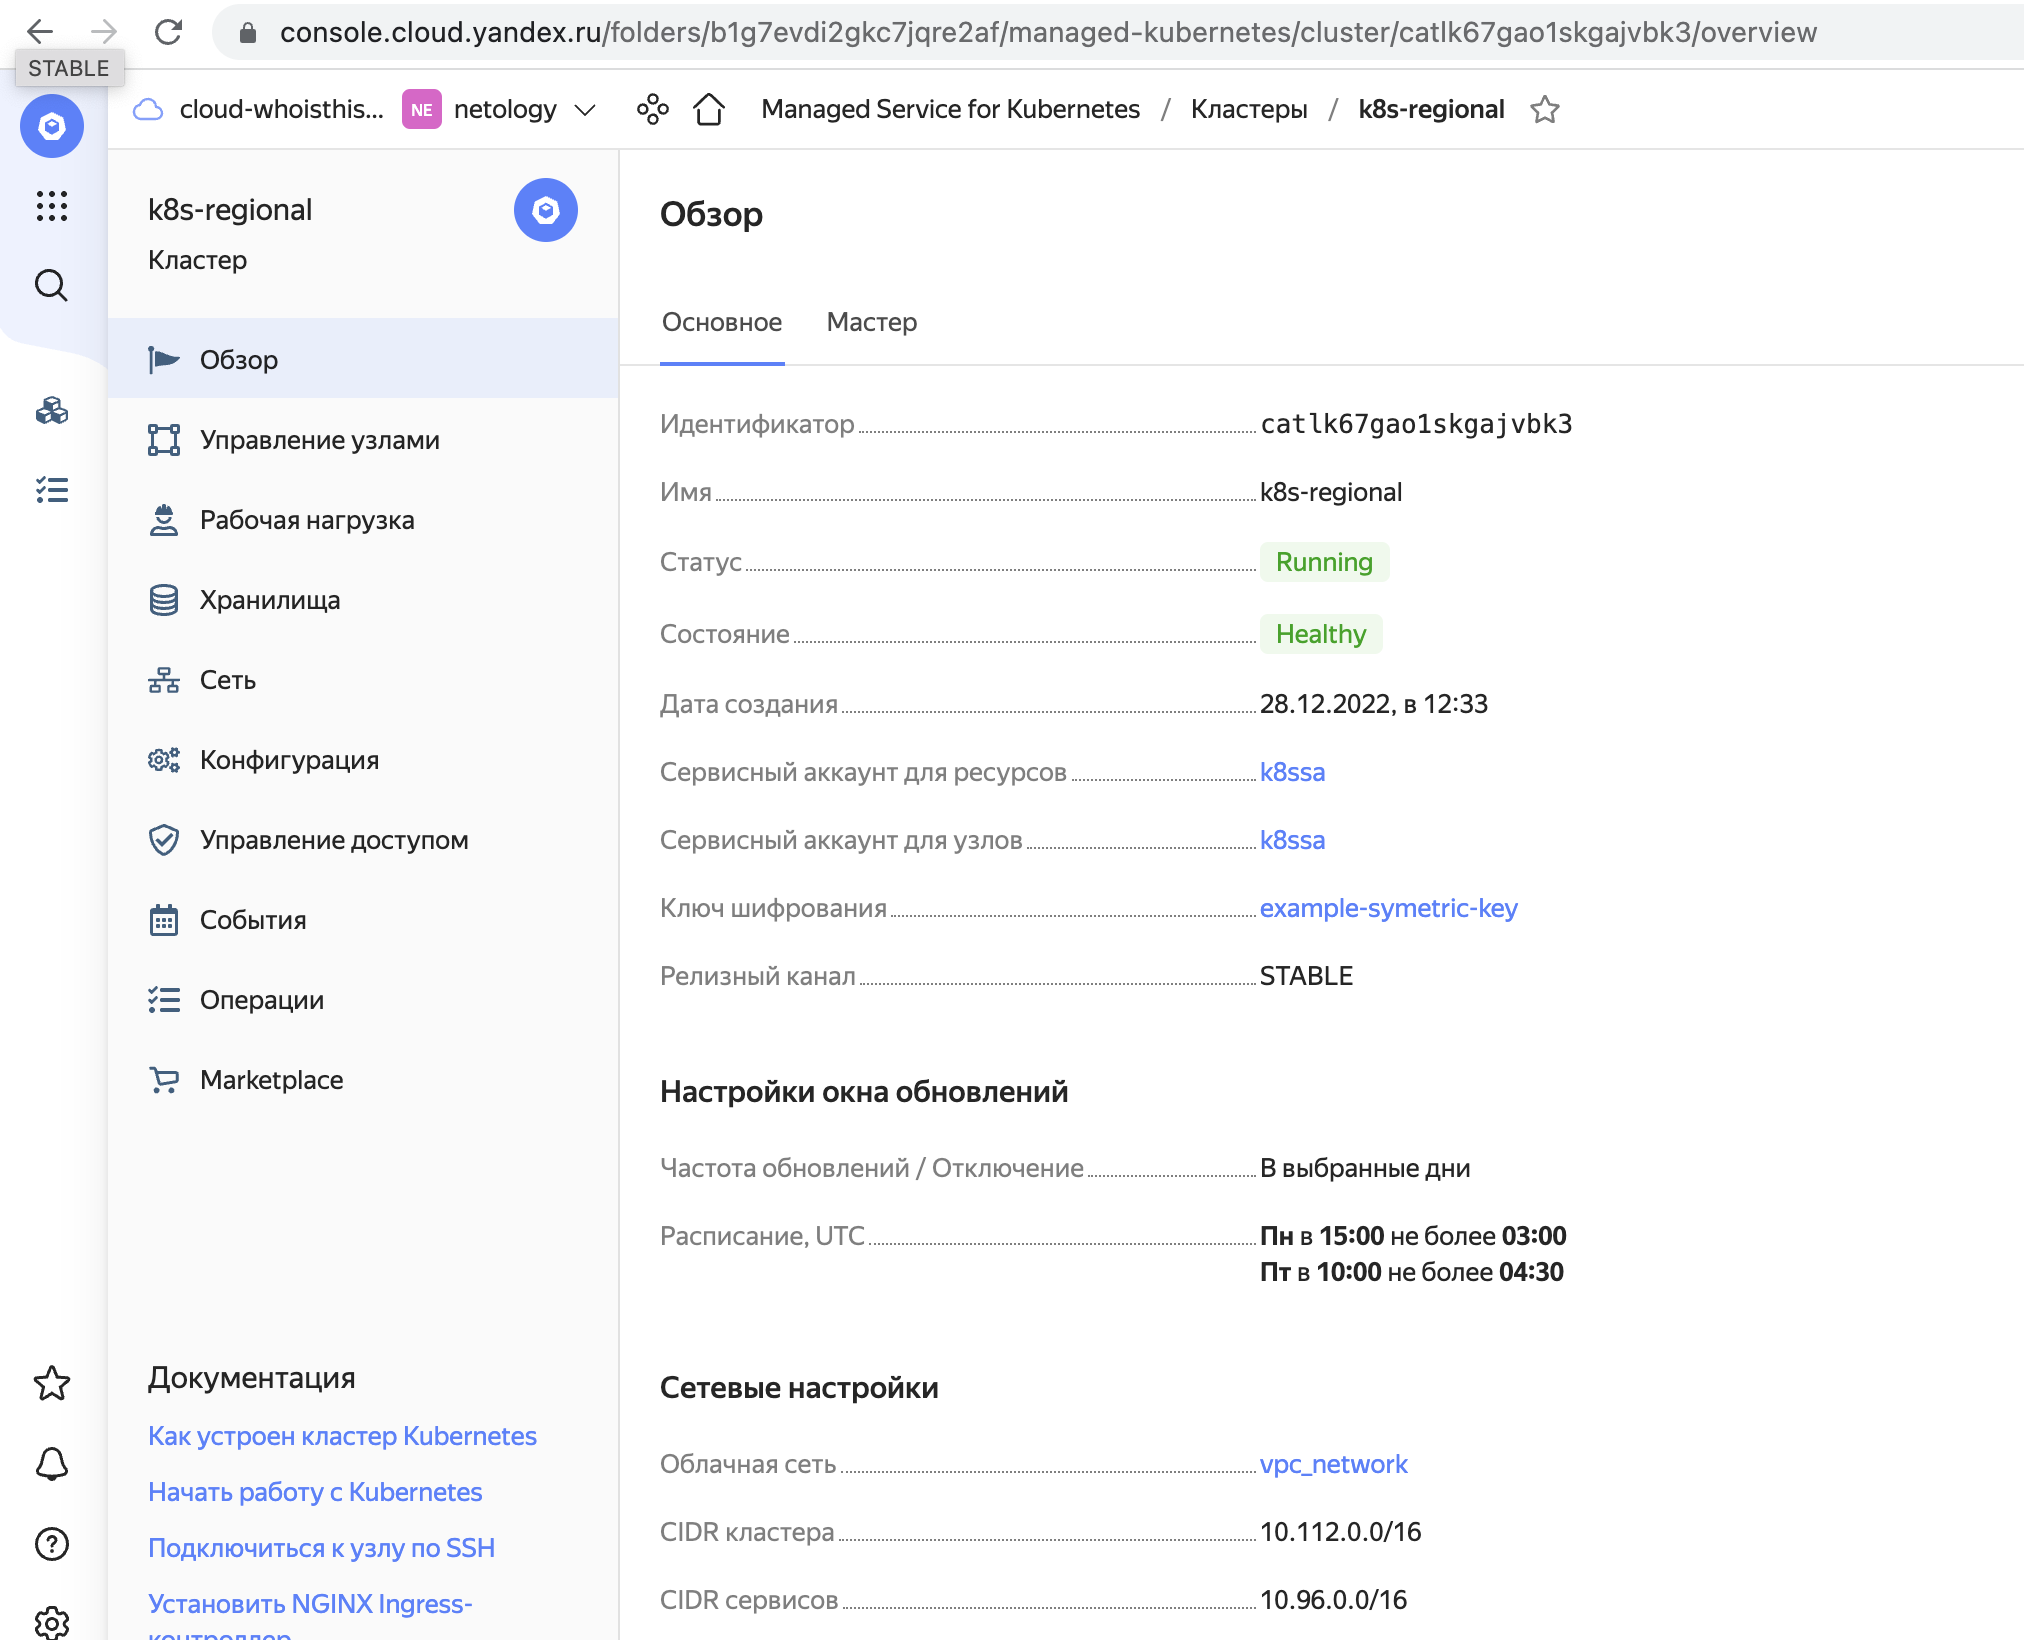 console.cloud.yandex.ru/folders/b1g7evdi2gkc7jqre2af/managed-kubernetes/cluster/catlk67gao1skgajvbk3/overview
STABLE
cloud-whoisthis... NE netology Managed Service for Kubernetes / Кластеры / k8s-regional
k8s-regional
Кластер
Обзор
Управление узлами
Рабочая нагрузка
Хранилища
Сеть
Конфигурация
Управление доступом
События
Операции
Marketplace
Документация
Как устроен кластер Kubernetes
Начать работу с Kubernetes
Подключиться к узлу по SSH
Установить NGINX Ingress-
контроллер
Обзор
Основное Мастер
Идентификатор catlk67gao1skgajvbk3
Имя k8s-regional
Статус Running
Состояние Healthy
Дата создания 28.12.2022, в 12:33
Сервисный аккаунт для ресурсов k8ssa
Сервисный аккаунт для узлов k8ssa
Ключ шифрования example-symetric-key
Релизный канал STABLE
Настройки окна обновлений
Частота обновлений / Отключение В выбранные дни
Расписание, UTC Пн в 15:00 не более 03:00
Пт в 10:00 не более 04:30
Сетевые настройки
Облачная сеть vpc_network
CIDR кластера 10.112.0.0/16
CIDR сервисов 10.96.0.0/16